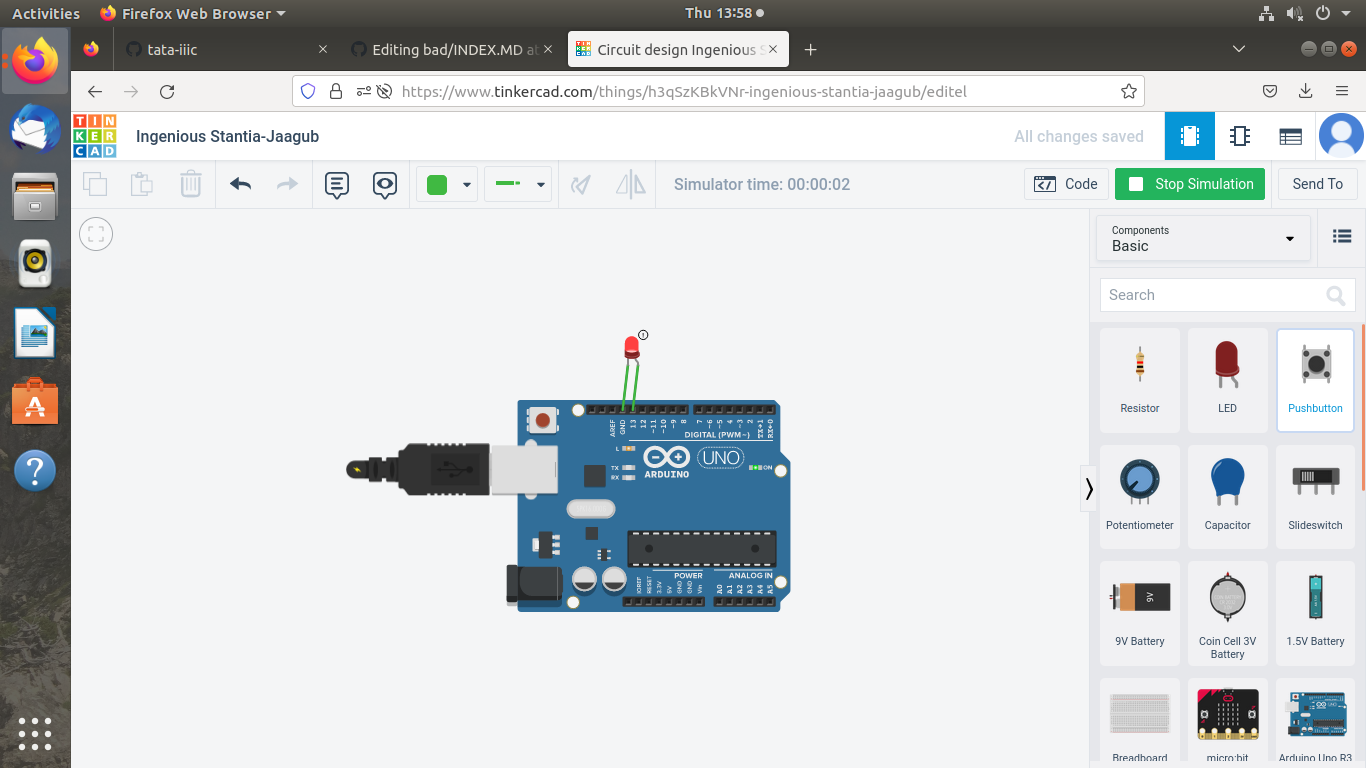 Activities
Firefox Web Browser
Thu 13:58
tata-iiic
Editing bad/INDEX.MD at
Circuit design Ingenious S
https://www.tinkercad.com/things/h3qSzKBkVNr-ingenious-stantia-jaagub/editel
TIN
KER
CAD
Ingenious Stantia-Jaagub
All changes saved
Simulator time: 00:00:02
Code
Stop Simulation
Send To
Components
Basic
Search
Resistor
LED
Pushbutton
Potentiometer
Capacitor
Slideswitch
9V
9V Battery
Coin Cell 3V
Battery
1.5V Battery
Breadboard
micro:bit
Arduino Uno R3
AREF
GND
13
12
~11
~10
~9
8
7
~6
~5
4
~3
2
TX→1
RX←0
DIGITAL (PWM~)
L
TX
RX
ARDUINO
UNO
ON
POWER
ANALOG IN
IOREF
RESET
3.3V
5V
GND
GND
Vin
A0
A1
A2
A3
A4
A5